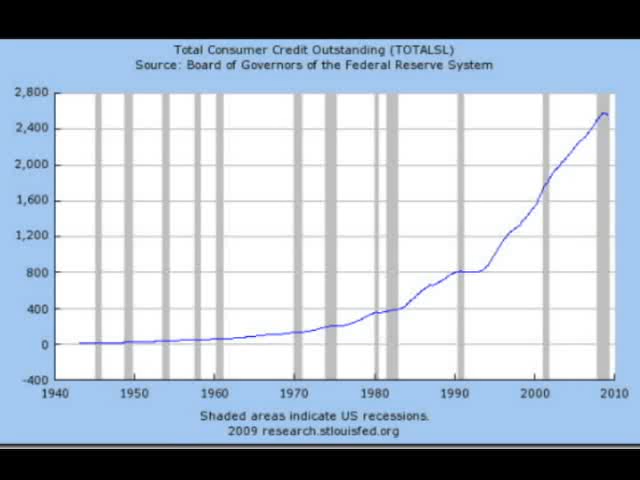 Total Consumer Credit Outstanding (TOTALSL)
Source: Board of Governors of the Federal Reserve System
2,800
2,400
2,000
1,600
1,200
800
400
0
-400
1940 1950 1960 1970 1980 1990 2000 2010
Shaded areas indicate US recessions.
2009 research.stlouisfed.org